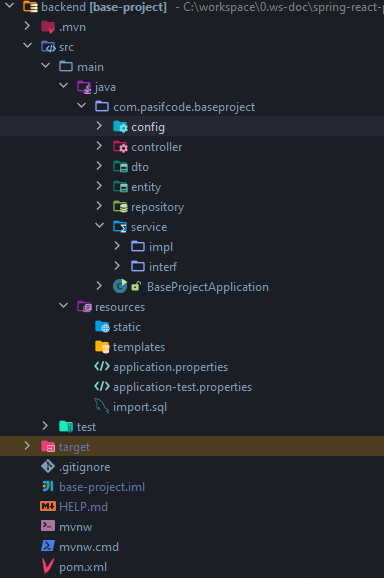 backend [base-project] - C:\workspace\0.ws-doc\spring-react-p
.mvn
src
main
java
com.pasifcode.baseproject
config
controller
dto
entity
repository
service
impl
interf
BaseProjectApplication
resources
static
templates
application.properties
application-test.properties
import.sql
test
target
.gitignore
base-project.iml
HELP.md
mvnw
mvnw.cmd
pom.xml